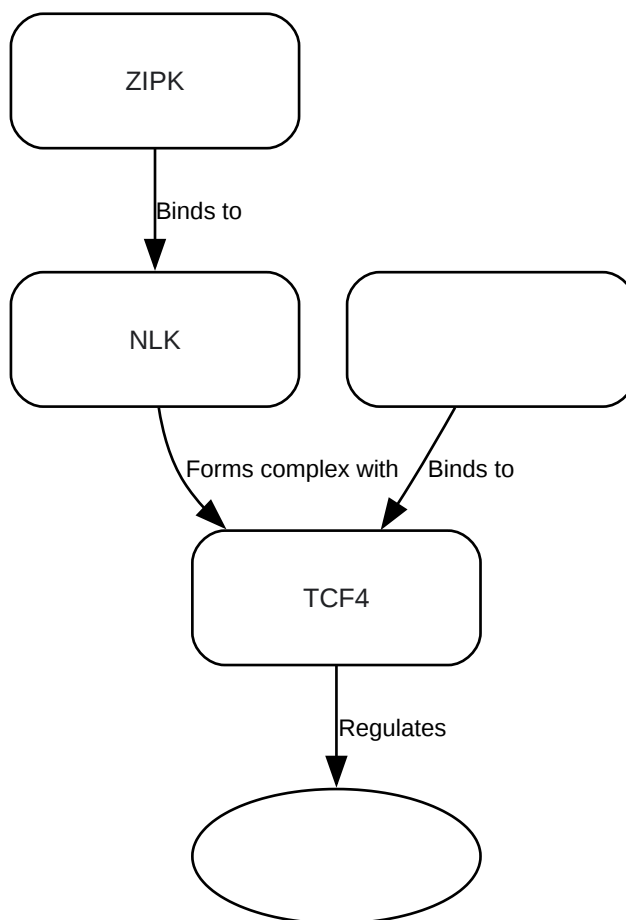 ZIPK
Binds to
NLK
Forms complex with
Binds to
TCF4
Regulates